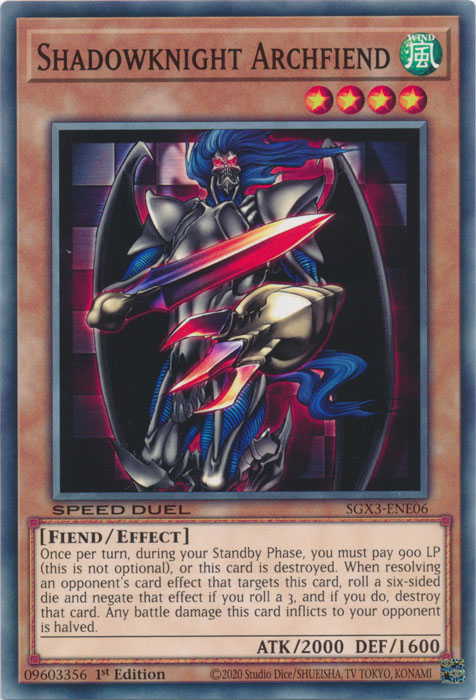 SHADOWKNIGHT ARCHFIEND
WIND
風
SPEED DUEL
SGX3-ENE06
[FIEND/EFFECT]
Once per turn, during your Standby Phase, you must pay 900 LP
(this is not optional), or this card is destroyed. When resolving
an opponent's card effect that targets this card, roll a six-sided
die and negate that effect if you roll a 3, and if you do, destroy
that card. Any battle damage this card inflicts to your opponent
is halved.
ATK/2000 DEF/1600
09603356 1st Edition ©2020 Studio Dice/SHUEISHA, TV TOKYO, KONAMI